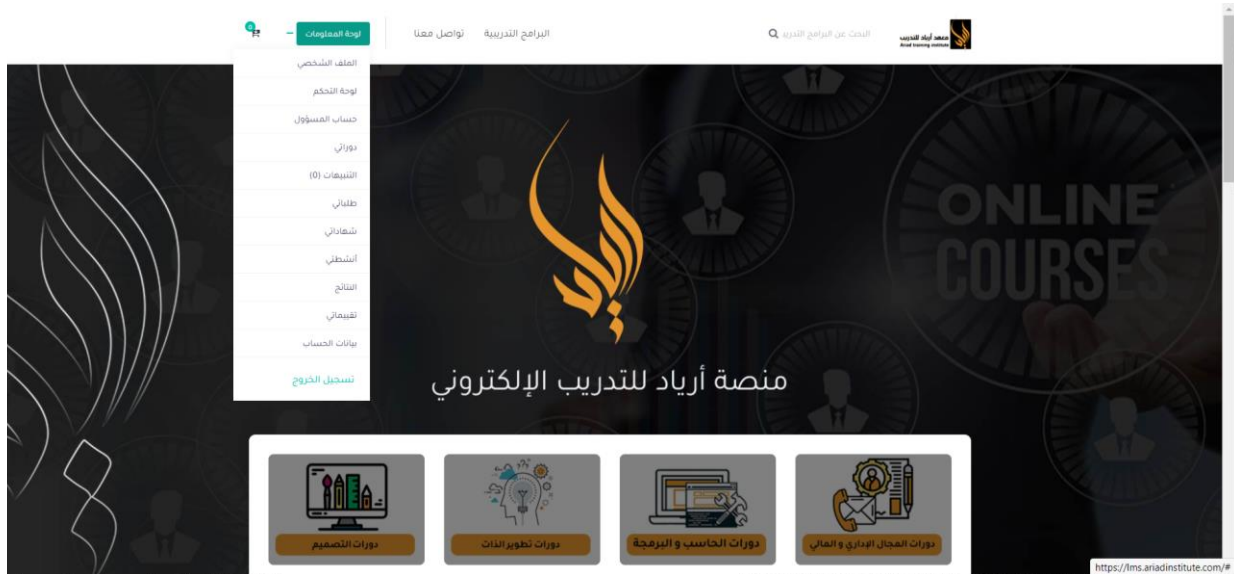 معهد أرياد للتدريب
Ariad training institute
البحث عن البرامج التدريب
البرامج التدريبية
تواصل معنا
لوحة المعلومات
0
الملف الشخصي
لوحة التحكم
حساب المسؤول
دوراتي
التنبيهات (0)
طلباتي
شهاداتي
أنشطتي
النتائج
تقييماتي
بيانات الحساب
تسجيل الخروج
ONLINE
COURSES
أرياد
منصة أرياد للتدريب الإلكتروني
دورات المجال الإداري و المالي
دورات الحاسب و البرمجة
دورات تطوير الذات
دورات التصميم
https://lms.ariadinstitute.com/#